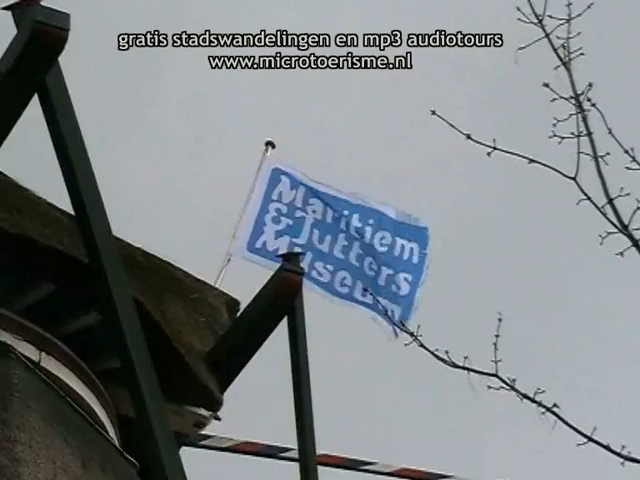 gratis stadswandelingen en mp3 audiotours
www.microtoerisme.nl
Maritiem
& Jutters
Museum